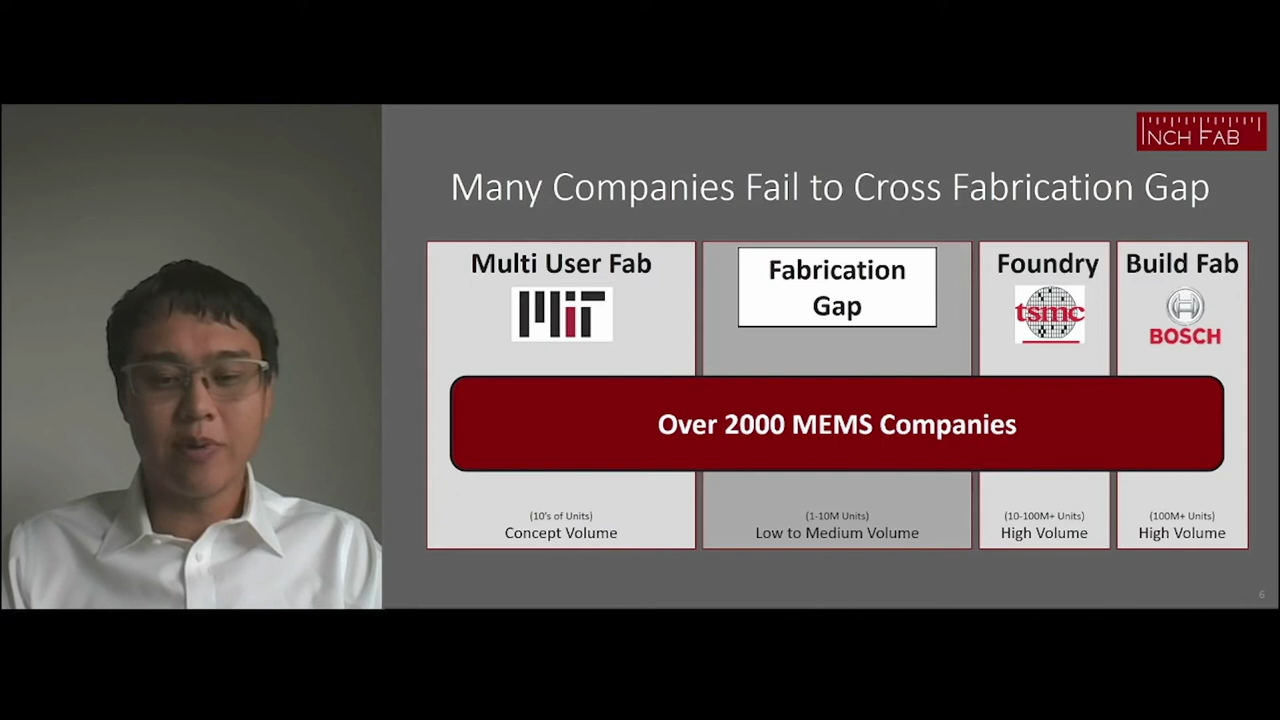 INCH FAB
Many Companies Fail to Cross Fabrication Gap
Multi User Fab
MiT
Fabrication
Gap
Foundry
tsmc
Build Fab
BOSCH
Over 2000 MEMS Companies
(10's of Units)
Concept Volume
(1-10M Units)
Low to Medium Volume
(10-100M+ Units)
High Volume
(100M+ Units)
High Volume
6